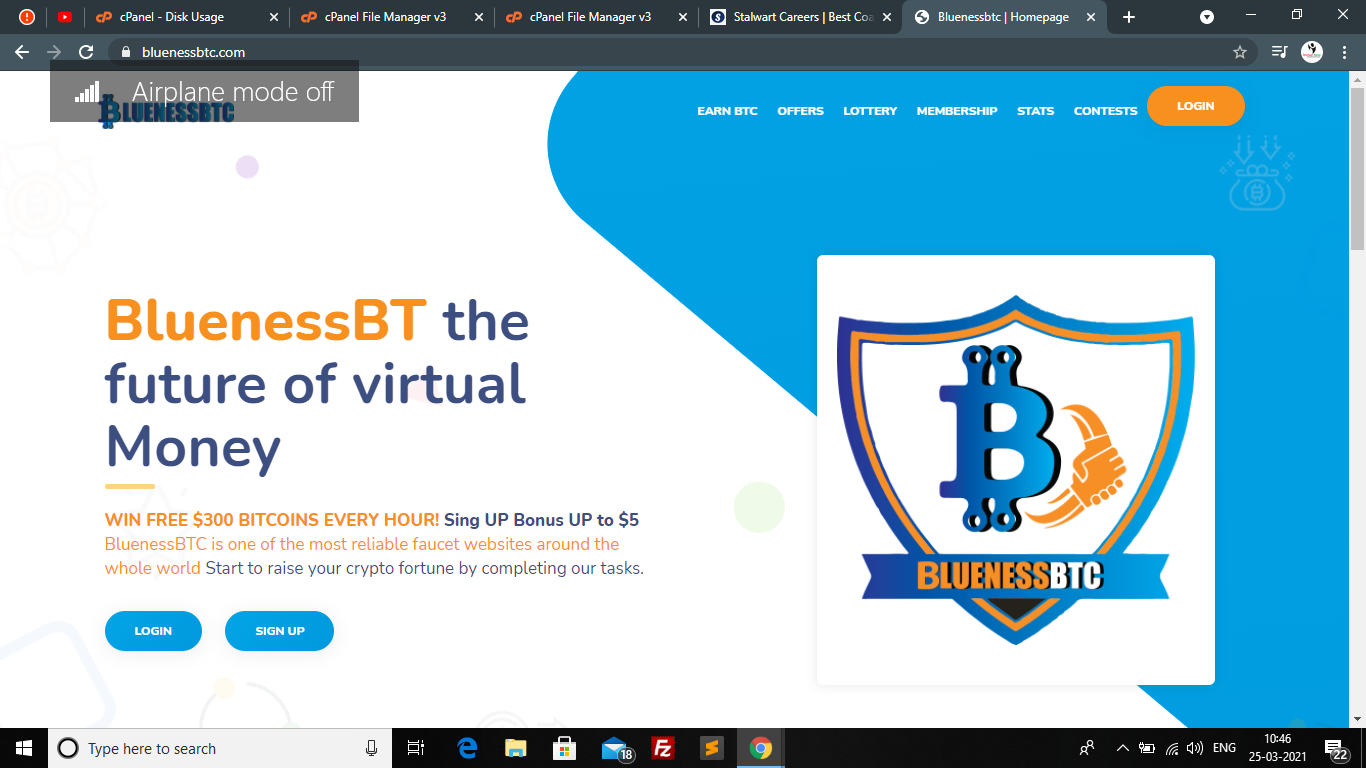 cPanel - Disk Usage
cPanel File Manager v3
cPanel File Manager v3
Stalwart Careers | Best Coa
Bluenessbtc | Homepage
bluenessbtc.com
Airplane mode off
BLUENESSBTC
EARN BTC OFFERS LOTTERY MEMBERSHIP STATS CONTESTS LOGIN
BluenessBT the
future of virtual
Money
WIN FREE $300 BITCOINS EVERY HOUR! Sing UP Bonus UP to $5
BluenessBTC is one of the most reliable faucet websites around the
whole world Start to raise your crypto fortune by completing our tasks.
LOGIN SIGN UP
BLUENESSBTC
Type here to search
18
ENG
10:46
25-03-2021
22